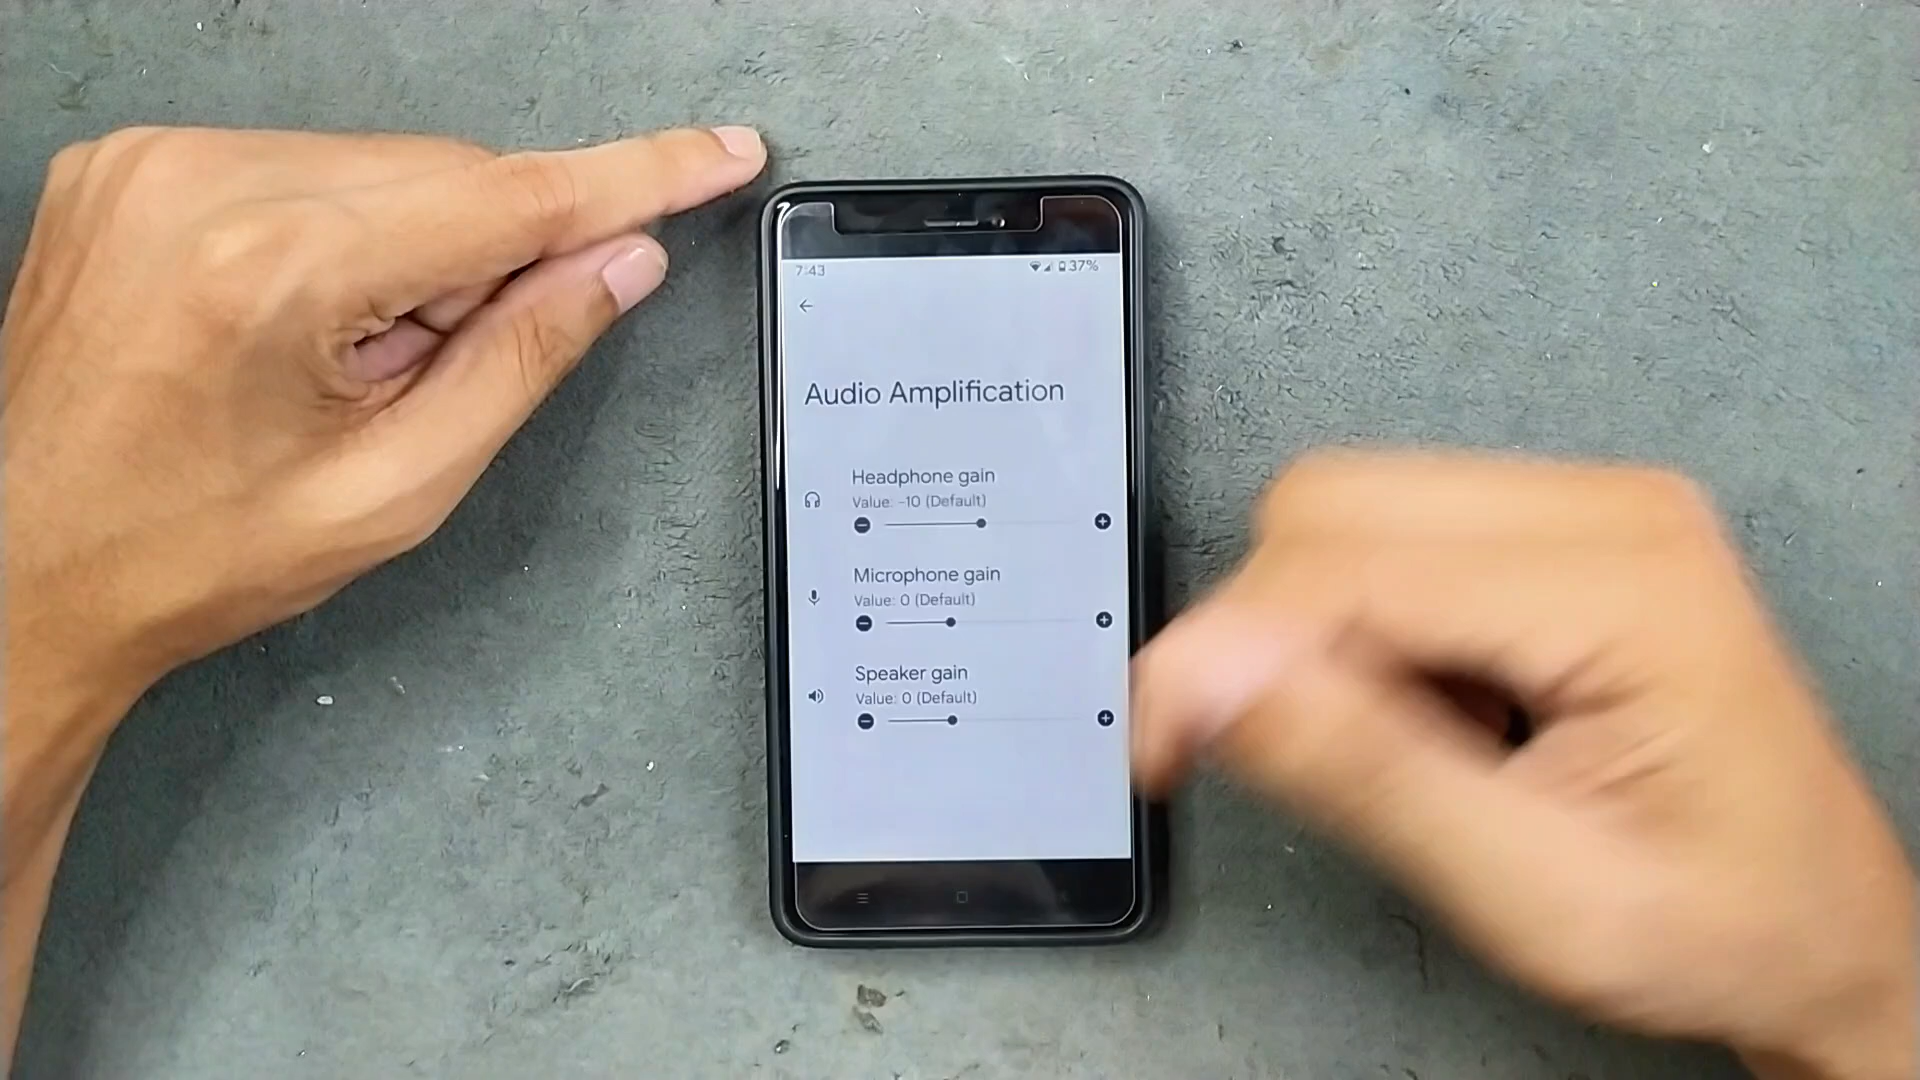 7:43
37%
Audio Amplification
Headphone gain
Value: -10 (Default)
Microphone gain
Value: 0 (Default)
Speaker gain
Value: 0 (Default)